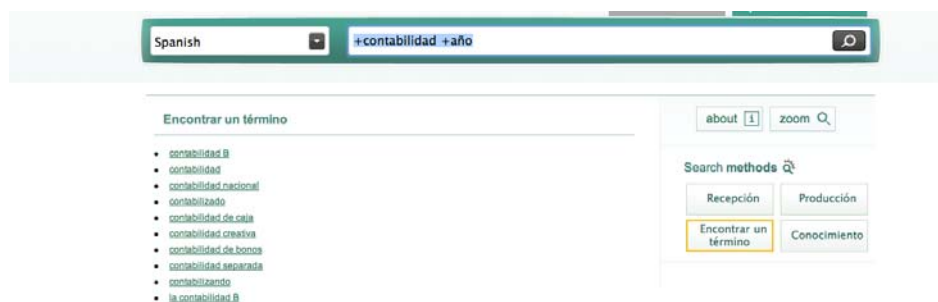 Spanish
+contabilidad +año
Encontrar un término
contabilidad B
contabilidad
contabilidad nacional
contabilizado
contabilidad de caja
contabilidad creativa
contabilidad de bonos
contabilidad separada
contabilizando
la contabilidad B
about i
zoom
Search methods
Recepción
Producción
Encontrar un
término
Conocimiento